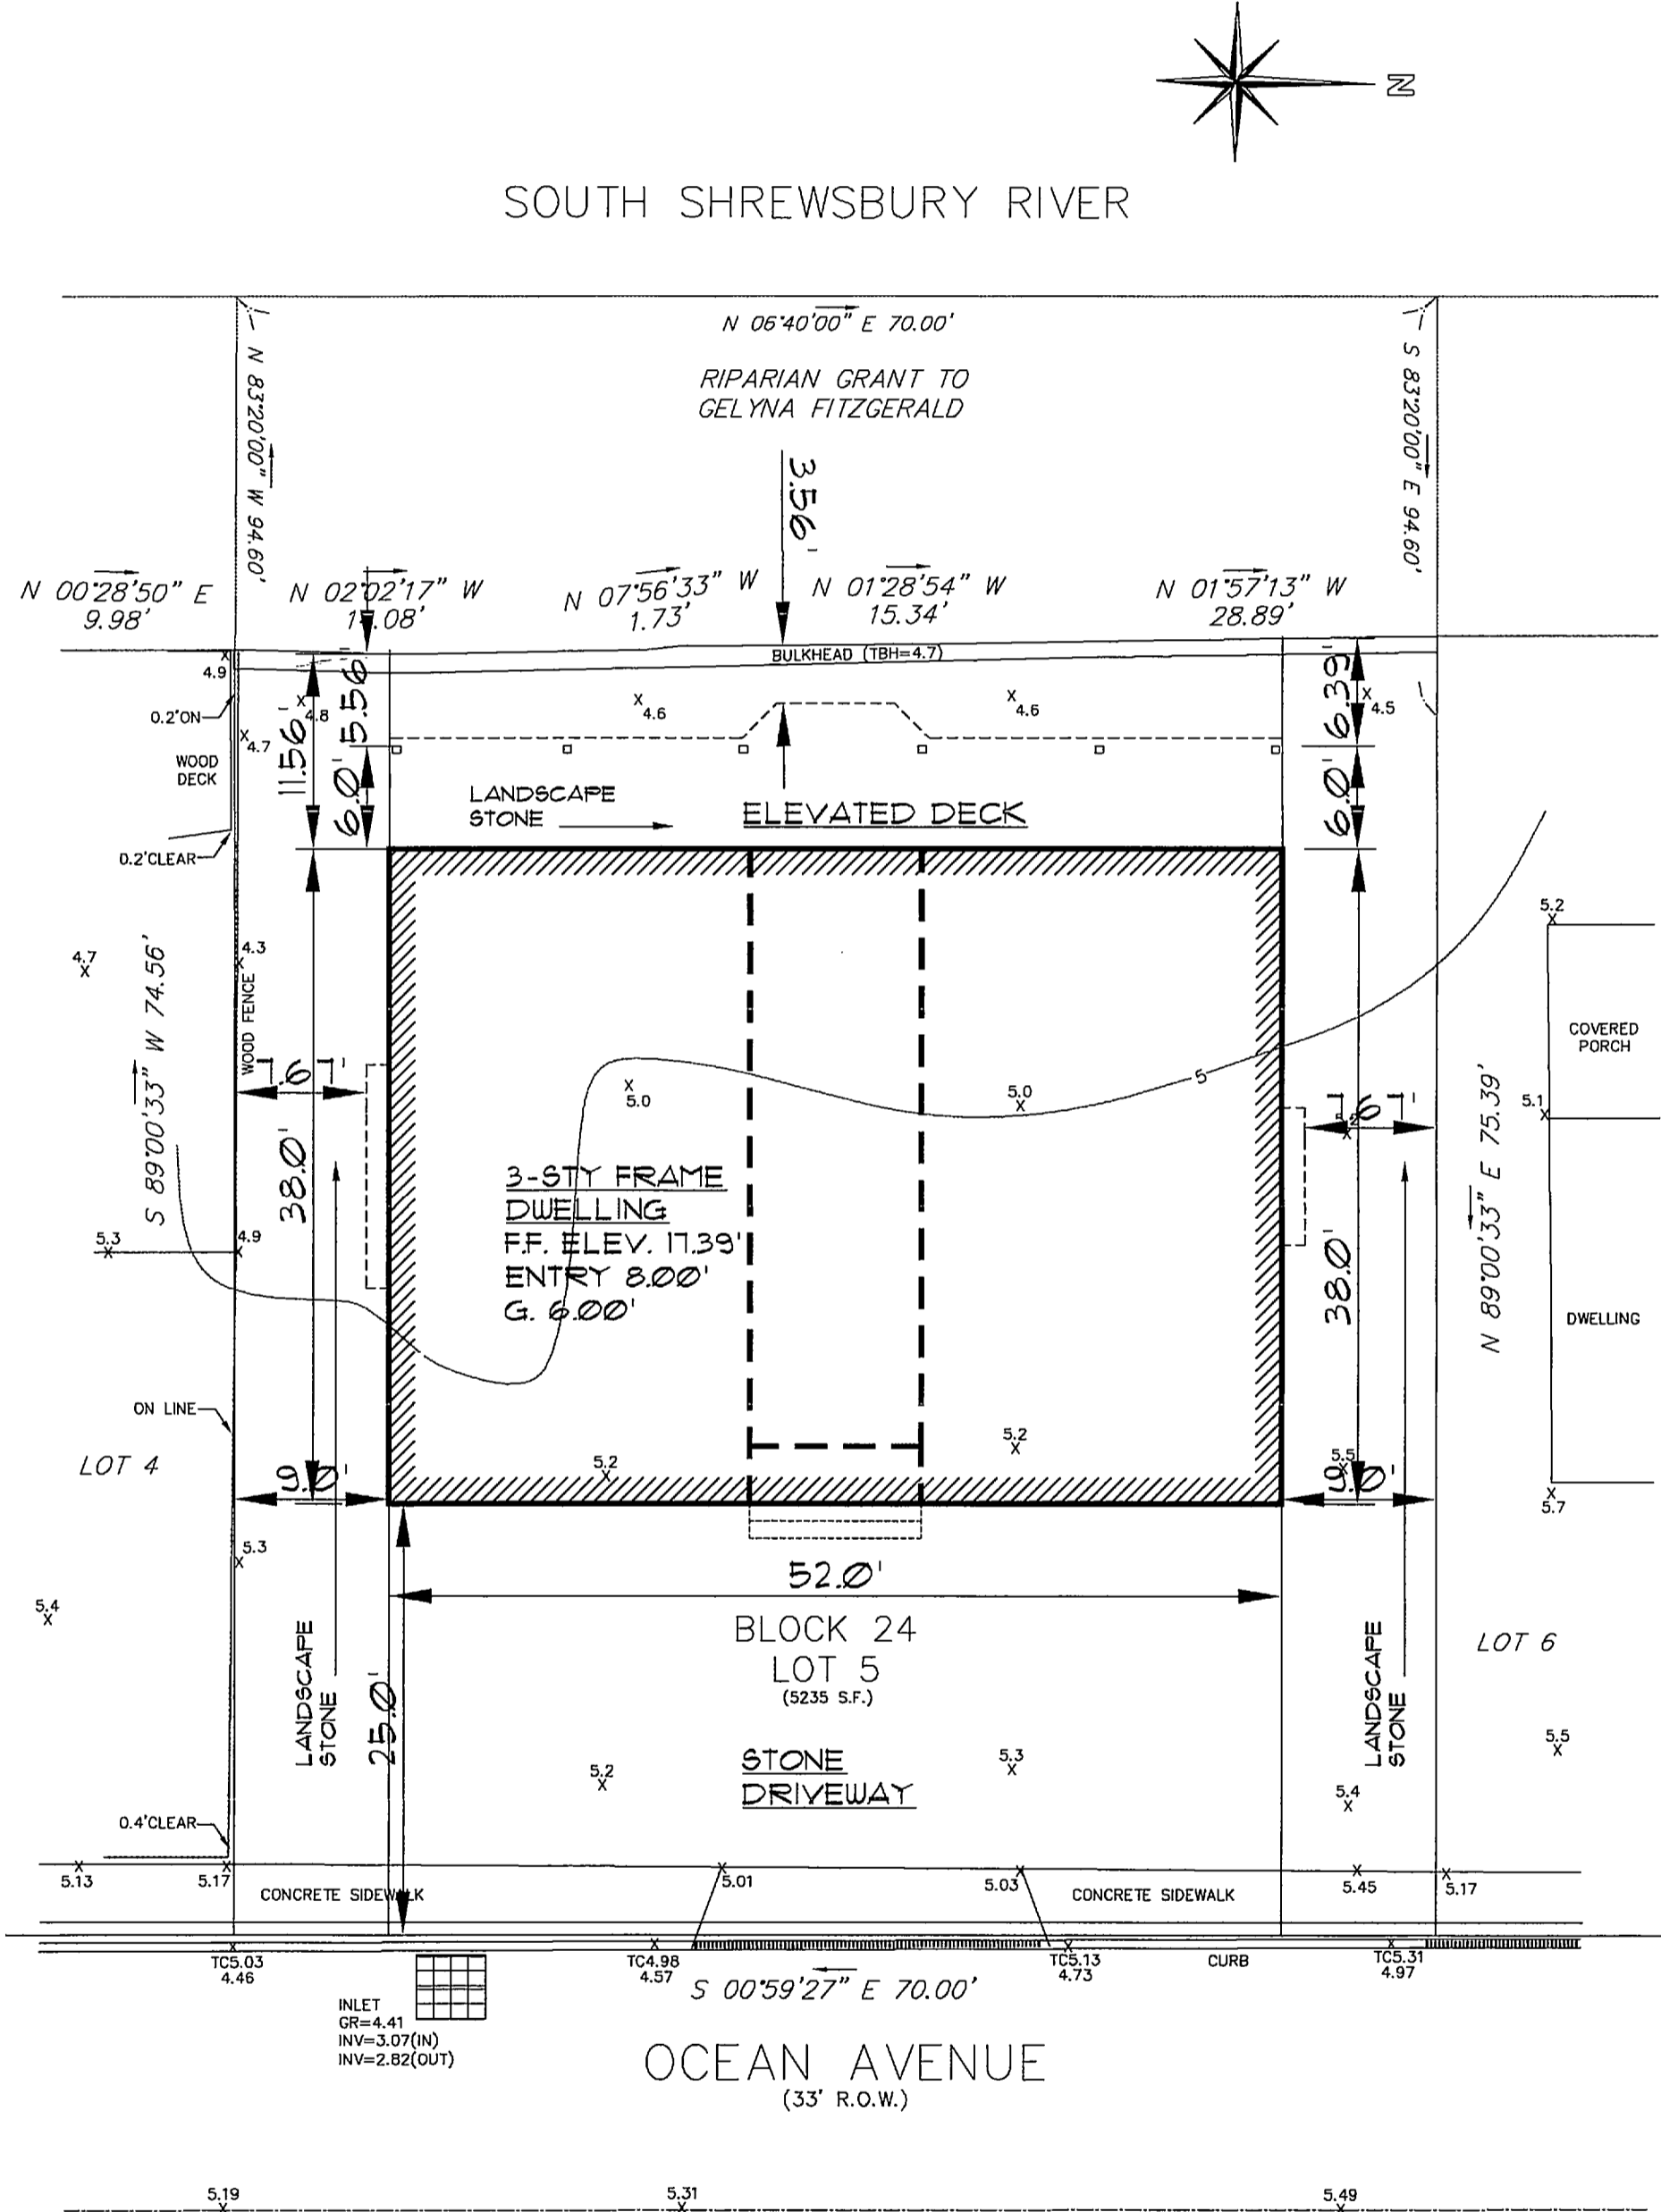 N
SOUTH SHREWSBURY RIVER
N 06°40'00" E 70.00'
RIPARIAN GRANT TO
GELYNA FITZGERALD
N 83°20'00" W 94.60'
S 83°20'00" E 94.60'
3.56'
N 00°28'50" E
9.98'
N 02°02'17" W
N 07°56'33" W
1.73'
N 01°28'54" W
15.34'
N 01°57'13" W
28.89'
BULKHEAD (TBH=4.7)
4.9
0.2'ON
4.8
4.7
4.6
4.6
4.5
11.56'
5.56'
6.0'
6.39'
6.0'
WOOD
DECK
0.2'CLEAR
LANDSCAPE
STONE
ELEVATED DECK
4.7
4.3
WOOD FENCE
S 89°00'33" W 74.56'
5.2
COVERED
PORCH
5.1
DWELLING
5.7
N 89°00'33" E 75.39'
7.67'
7.67'
5.0
5.0
5
38.0'
38.0'
3-STY FRAME
DWELLING
F.F. ELEV. 17.39'
ENTRY 8.00'
G. 6.00'
5.3
4.9
ON LINE
LOT 4
9.0'
5.2
5.2
5.5
9.0'
5.3
5.4
52.0'
BLOCK 24
LOT 5
(5235 S.F.)
LOT 6
LANDSCAPE
STONE
25.0'
STONE
DRIVEWAY
LANDSCAPE
STONE
5.2
5.3
5.4
5.5
0.4'CLEAR
5.13
5.17
5.01
5.03
5.45
5.17
CONCRETE SIDEWALK
CONCRETE SIDEWALK
TC5.03
4.46
TC4.98
4.57
TC5.13
4.73
CURB
TC5.31
4.97
S 00°59'27" E 70.00'
INLET
GR=4.41
INV=3.07(IN)
INV=2.82(OUT)
OCEAN AVENUE
(33' R.O.W.)
5.19
5.31
5.49